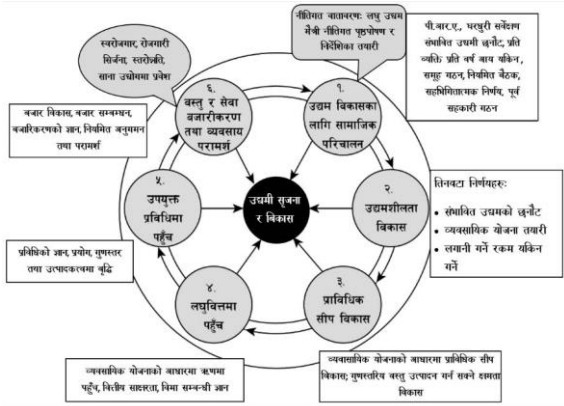 नीतिगत वातावरण: लघु उद्यम
मैत्री नीतिगत पृष्ठपोषण र
निर्देशिका तयारी
स्वरोजगार, रोजगारी
सिर्जना, स्तरोन्नति,
साना उद्योगमा प्रवेश
पी.आर.ए., घरधुरी सर्वेक्षण
संभावित उद्यमी छनौट, प्रति
व्यक्ति प्रति वर्ष आय यकिन,
समूह गठन, नियमित बैठक,
सहभिगितात्मक निर्णय, पूर्व
सहकारी गठन
१.
उद्यम विकासका
लागि सामाजिक
परिचालन
२.
उद्यमशीलता
विकास
तिनवटा निर्णयहरु:
• संभावित उद्यमको छनौट
• व्यवसायिक योजना तयारी
• लगानी गर्ने रकम यकिन
गर्ने
३.
प्राविधिक
सीप विकास
व्यवसायिक योजनाको आधारमा प्राविधिक सीप
विकास; गुणस्तरिय वस्तु उत्पादन गर्न सक्ने क्षमता
विकास
४.
लघुवित्तमा
पहुँच
व्यवसायिक योजनाको आधारमा ऋणमा
पहुँच, वित्तीय साक्षरता, विमा सम्बन्धी ज्ञान
५.
उपयुक्त
प्रविधिमा
पहुँच
प्रविधिको ज्ञान, प्रयोग, गुणस्तर
तथा उत्पादकत्वमा वृद्धि
६.
वस्तु र सेवा
बजारीकरण
तथा व्यवसाय
परामर्श
बजार विकास, बजार सम्बन्धन,
बजारिकरणको ज्ञान, नियमित अनुगमन
तथा परामर्श
उद्यमी सृजना
र बिकास